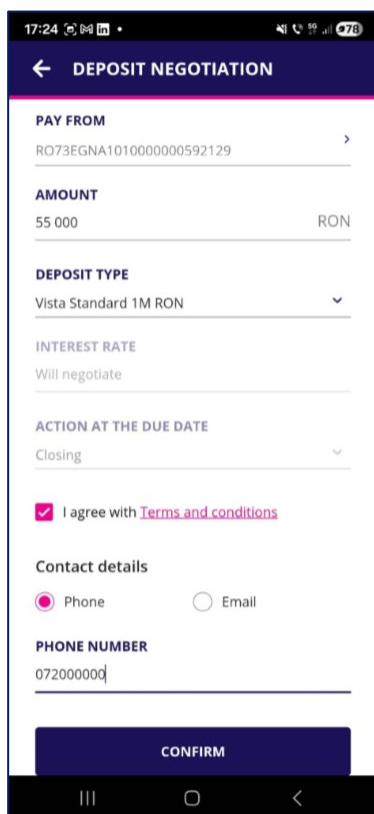 17:24
5G
78
DEPOSIT NEGOTIATION
PAY FROM
RO73EGNA1010000000592129
AMOUNT
55 000 RON
DEPOSIT TYPE
Vista Standard 1M RON
INTEREST RATE
Will negotiate
ACTION AT THE DUE DATE
Closing
I agree with Terms and conditions
Contact details
Phone Email
PHONE NUMBER
072000000
CONFIRM